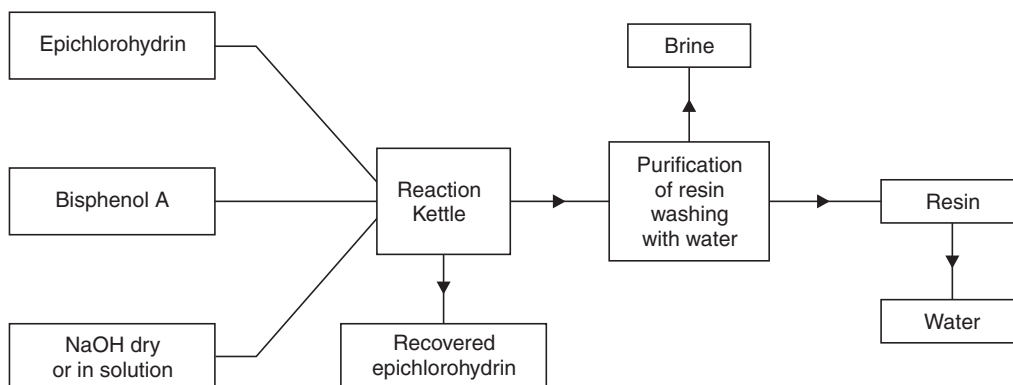 Epichlorohydrin
Bisphenol A
NaOH dry
or in solution
Reaction
Kettle
Recovered
epichlorohydrin
Brine
Purification
of resin
washing
with water
Resin
Water